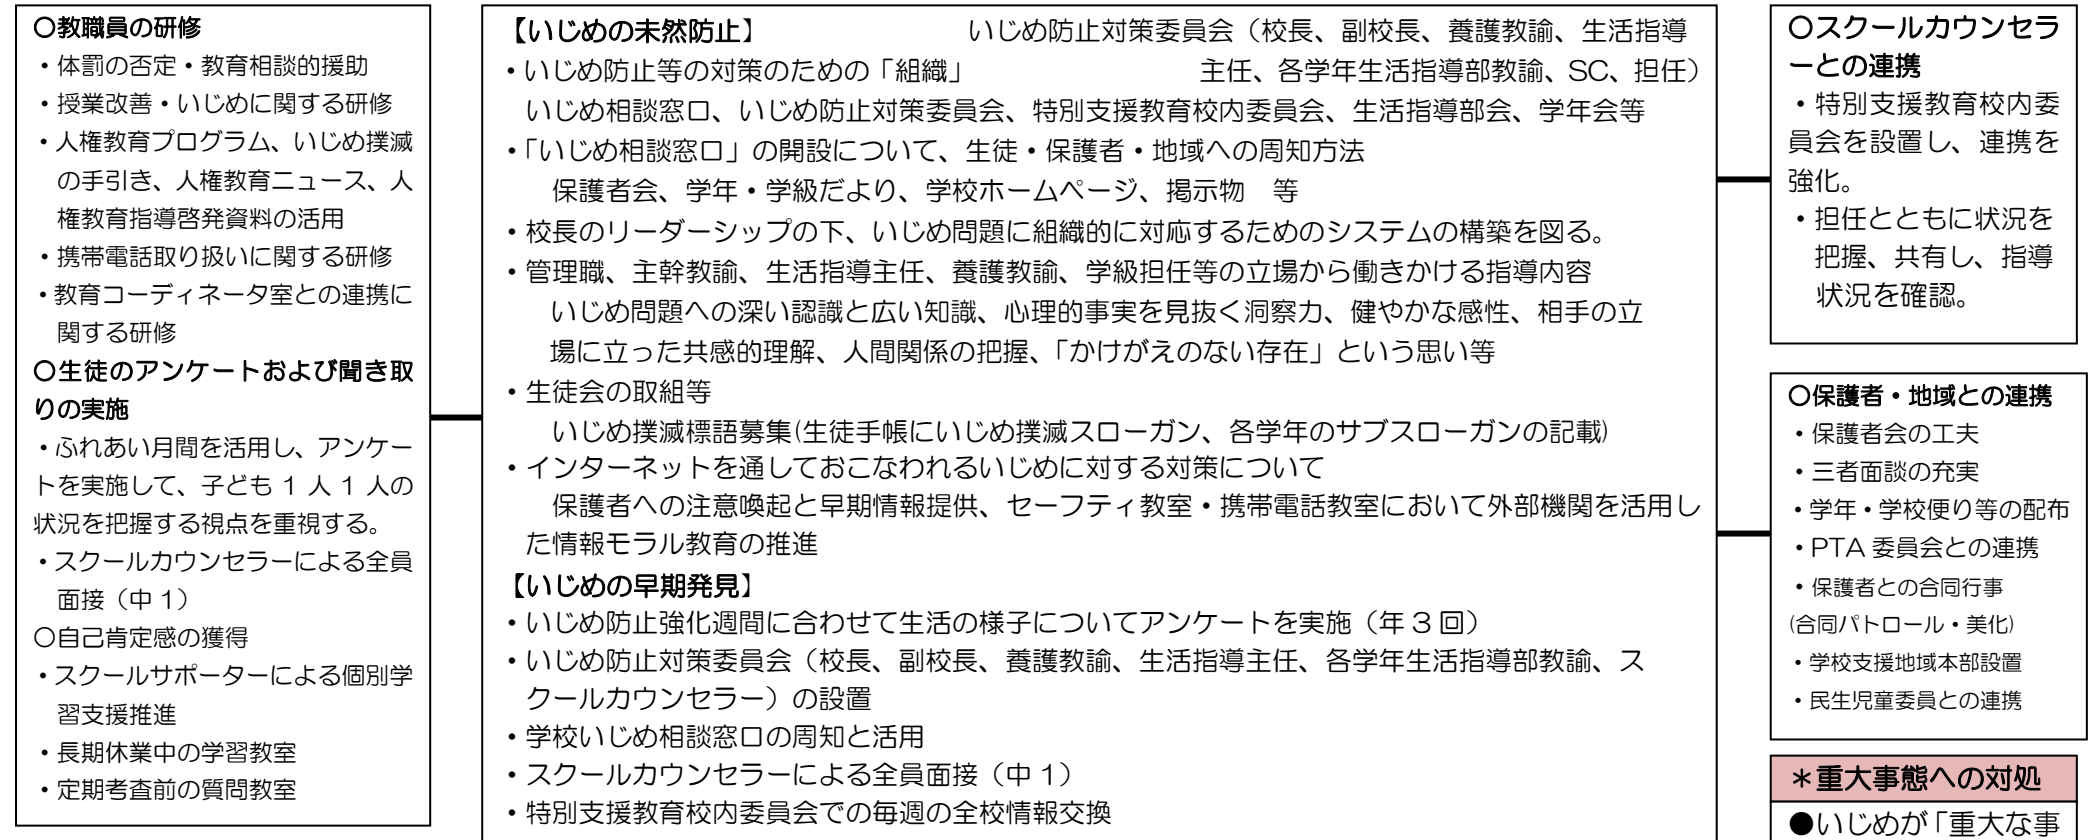 〇教職員の研修
・体罰の否定・教育相談的援助
・授業改善・いじめに関する研修
・人権教育プログラム、いじめ撲滅
の手引き、人権教育ニュース、人
権教育指導啓発資料の活用
・携帯電話取り扱いに関する研修
・教育コーディネータ室との連携に
関する研修
〇生徒のアンケートおよび聞き取
りの実施
・ふれあい月間を活用し、アンケー
トを実施して、子ども 1 人 1 人の
状況を把握する視点を重視する。
・スクールカウンセラーによる全員
面接（中 1）
〇自己肯定感の獲得
・スクールサポーターによる個別学
習支援推進
・長期休業中の学習教室
・定期考査前の質問教室
【いじめの未然防止】 いじめ防止対策委員会（校長、副校長、養護教諭、生活指導
・いじめ防止等の対策のための「組織」 主任、各学年生活指導部教諭、SC、担任）
いじめ相談窓口、いじめ防止対策委員会、特別支援教育校内委員会、生活指導部会、学年会等
・「いじめ相談窓口」の開設について、生徒・保護者・地域への周知方法
保護者会、学年・学級だより、学校ホームページ、掲示物　等
・校長のリーダーシップの下、いじめ問題に組織的に対応するためのシステムの構築を図る。
・管理職、主幹教諭、生活指導主任、養護教諭、学級担任等の立場から働きかける指導内容
いじめ問題への深い認識と広い知識、心理的事実を見抜く洞察力、健やかな感性、相手の立
場に立った共感的理解、人間関係の把握、「かけがえのない存在」という思い等
・生徒会の取組等
いじめ撲滅標語募集(生徒手帳にいじめ撲滅スローガン、各学年のサブスローガンの記載)
・インターネットを通しておこなわれるいじめに対する対策について
保護者への注意喚起と早期情報提供、セーフティ教室・携帯電話教室において外部機関を活用し
た情報モラル教育の推進
【いじめの早期発見】
・いじめ防止強化週間に合わせて生活の様子についてアンケートを実施（年 3 回）
・いじめ防止対策委員会（校長、副校長、養護教諭、生活指導主任、各学年生活指導部教諭、ス
クールカウンセラー）の設置
・学校いじめ相談窓口の周知と活用
・スクールカウンセラーによる全員面接（中 1）
・特別支援教育校内委員会での毎週の全校情報交換
〇スクールカウンセラ
ーとの連携
・特別支援教育校内委
員会を設置し、連携を
強化。
・担任とともに状況を
把握、共有し、指導
状況を確認。
〇保護者・地域との連携
・保護者会の工夫
・三者面談の充実
・学年・学校便り等の配布
・PTA 委員会との連携
・保護者との合同行事
(合同パトロール・美化)
・学校支援地域本部設置
・民生児童委員との連携
＊重大事態への対処
●いじめが「重大な事